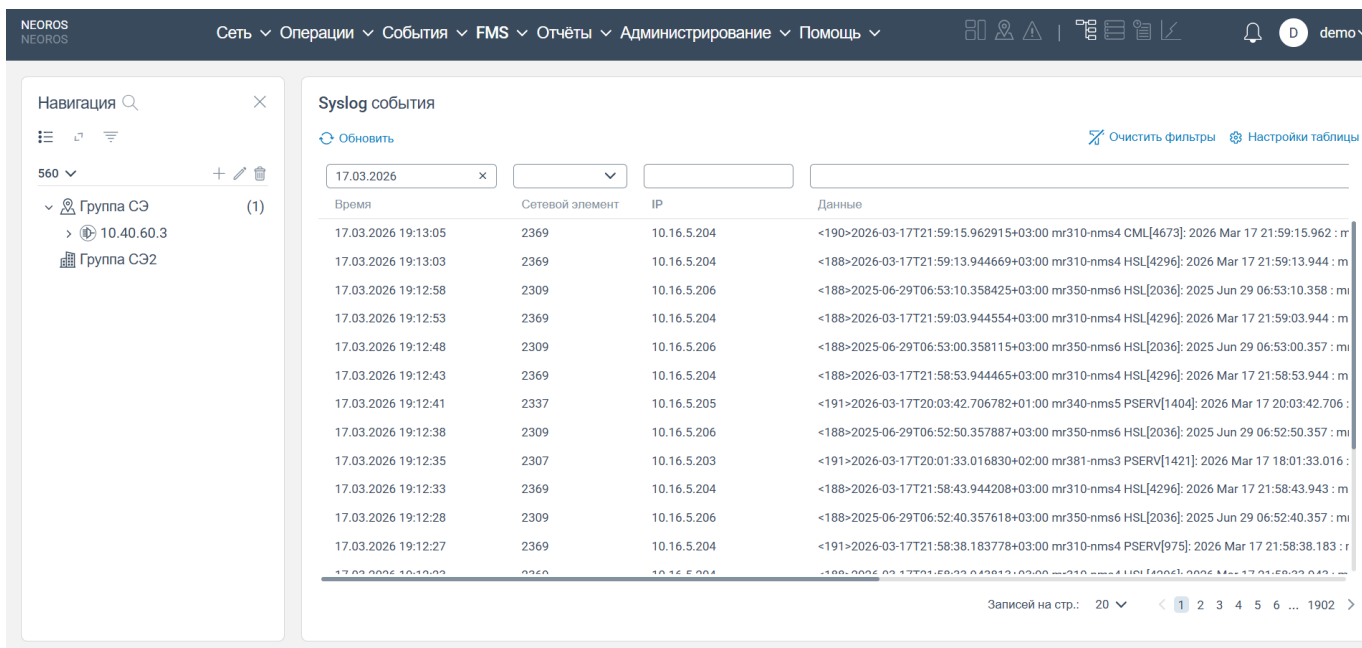 NEOROS
NEOROS
Сеть Операции События FMS Отчёты Администрирование Помощь D demo
Навигация
560
Группа СЭ (1)
10.40.60.3
Группа СЭ2
Syslog события
Обновить Очистить фильтры Настройки таблицы
17.03.2026
Время Сетевой элемент IP Данные
17.03.2026 19:13:05 2369 10.16.5.204 <190>2026-03-17T21:59:15.962915+03:00 mr310-nms4 CML[4673]: 2026 Mar 17 21:59:15.962 : m
17.03.2026 19:13:03 2369 10.16.5.204 <188>2026-03-17T21:59:13.944669+03:00 mr310-nms4 HSL[4296]: 2026 Mar 17 21:59:13.944 : m
17.03.2026 19:12:58 2309 10.16.5.206 <188>2025-06-29T06:53:10.358425+03:00 mr350-nms6 HSL[2036]: 2025 Jun 29 06:53:10.358 : m
17.03.2026 19:12:53 2369 10.16.5.204 <188>2026-03-17T21:59:03.944554+03:00 mr310-nms4 HSL[4296]: 2026 Mar 17 21:59:03.944 : m
17.03.2026 19:12:48 2309 10.16.5.206 <188>2025-06-29T06:53:00.358115+03:00 mr350-nms6 HSL[2036]: 2025 Jun 29 06:53:00.357 : m
17.03.2026 19:12:43 2369 10.16.5.204 <188>2026-03-17T21:58:53.944465+03:00 mr310-nms4 HSL[4296]: 2026 Mar 17 21:58:53.944 : m
17.03.2026 19:12:41 2337 10.16.5.205 <191>2026-03-17T20:03:42.706782+01:00 mr340-nms5 PSERV[1404]: 2026 Mar 17 20:03:42.706 :
17.03.2026 19:12:38 2309 10.16.5.206 <188>2025-06-29T06:52:50.357887+03:00 mr350-nms6 HSL[2036]: 2025 Jun 29 06:52:50.357 : m
17.03.2026 19:12:35 2307 10.16.5.203 <191>2026-03-17T20:01:33.016830+02:00 mr381-nms3 PSERV[1421]: 2026 Mar 17 18:01:33.016 :
17.03.2026 19:12:33 2369 10.16.5.204 <188>2026-03-17T21:58:43.944208+03:00 mr310-nms4 HSL[4296]: 2026 Mar 17 21:58:43.943 : m
17.03.2026 19:12:28 2309 10.16.5.206 <188>2025-06-29T06:52:40.357618+03:00 mr350-nms6 HSL[2036]: 2025 Jun 29 06:52:40.357 : m
17.03.2026 19:12:27 2369 10.16.5.204 <191>2026-03-17T21:58:38.183778+03:00 mr310-nms4 PSERV[975]: 2026 Mar 17 21:58:38.183 :
Записей на стр.: 20 1 2 3 4 5 6 ... 1902